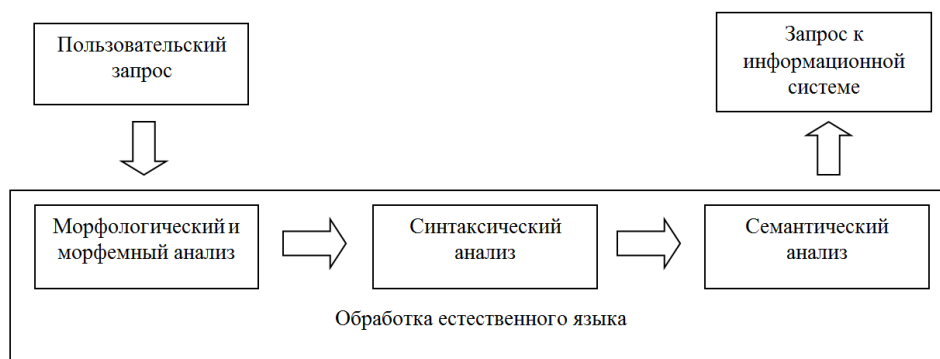 Пользовательский
запрос
Запрос к
информационной
системе
Морфологический и
морфемный анализ
Синтаксический
анализ
Семантический
анализ
Обработка естественного языка